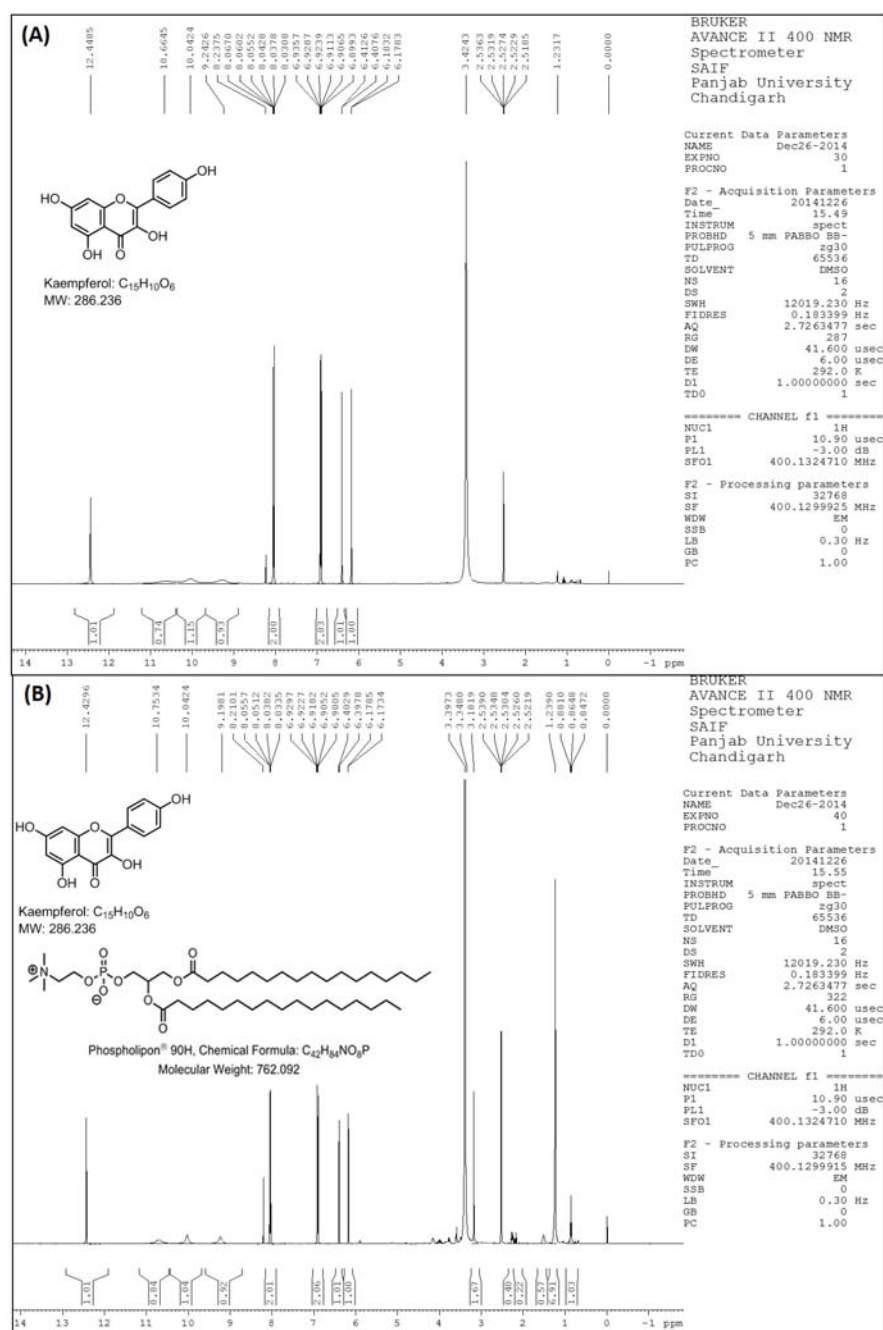 (A)
12.4485
10.6645
10.0424
9.2426
8.2375
8.0670
8.0602
8.0552
8.0428
8.0378
8.0308
6.9357
6.9287
6.9239
6.9113
6.9065
6.8993
6.4126
6.4076
6.1832
6.1783
3.4243
2.5363
2.5319
2.5274
2.5229
2.5185
1.2317
0.0000
BRUKER
AVANCE II 400 NMR
Spectrometer
SAIF
Panjab University
Chandigarh
Current Data Parameters
NAME Dec26-2014
EXPNO 30
PROCNO 1
F2 - Acquisition Parameters
Date_ 20141226
Time 15.49
INSTRUM spect
PROBHD 5 mm PABBO BB-
PULPROG zg30
TD 65536
SOLVENT DMSO
NS 16
DS 2
SWH 12019.230 Hz
FIDRES 0.183399 Hz
AQ 2.7263477 sec
RG 287
DW 41.600 usec
DE 6.00 usec
TE 292.0 K
D1 1.00000000 sec
TD0 1
======== CHANNEL f1 ========
NUC1 1H
P1 10.90 usec
PL1 -3.00 dB
SFO1 400.1324710 MHz
F2 - Processing parameters
SI 32768
SF 400.1299925 MHz
WDW EM
SSB 0
LB 0.30 Hz
GB 0
PC 1.00
HO
O
OH
OH
OH
O
Kaempferol: C15H10O6
MW: 286.236
1.01
0.74
1.15
0.93
2.00
2.03
1.01
1.00
14 13 12 11 10 9 8 7 6 5 4 3 2 1 0 -1 ppm
(B)
12.4296
10.7534
10.0424
9.1981
8.2101
8.0557
8.0512
8.0382
8.0335
6.9297
6.9227
6.9182
6.9052
6.9005
6.4029
6.3978
6.1785
6.1734
3.3973
3.3480
3.1819
2.5390
2.5348
2.5304
2.5260
2.5219
1.2390
0.8810
0.8648
0.8472
0.0000
BRUKER
AVANCE II 400 NMR
Spectrometer
SAIF
Panjab University
Chandigarh
Current Data Parameters
NAME Dec26-2014
EXPNO 40
PROCNO 1
F2 - Acquisition Parameters
Date_ 20141226
Time 15.55
INSTRUM spect
PROBHD 5 mm PABBO BB-
PULPROG zg30
TD 65536
SOLVENT DMSO
NS 16
DS 2
SWH 12019.230 Hz
FIDRES 0.183399 Hz
AQ 2.7263477 sec
RG 322
DW 41.600 usec
DE 6.00 usec
TE 292.0 K
D1 1.00000000 sec
TD0 1
======== CHANNEL f1 ========
NUC1 1H
P1 10.90 usec
PL1 -3.00 dB
SFO1 400.1324710 MHz
F2 - Processing parameters
SI 32768
SF 400.1299915 MHz
WDW EM
SSB 0
LB 0.30 Hz
GB 0
PC 1.00
HO
O
OH
OH
OH
O
Kaempferol: C15H10O6
MW: 286.236
N
O
P
O
O
O
O
O
O
O
Phospholipon® 90H, Chemical Formula: C42H84NO8P
Molecular Weight: 762.092
1.01
0.84
1.04
0.92
2.01
2.06
1.01
1.00
1.67
0.40
0.22
0.57
6.91
1.03
14 13 12 11 10 9 8 7 6 5 4 3 2 1 0 -1 ppm